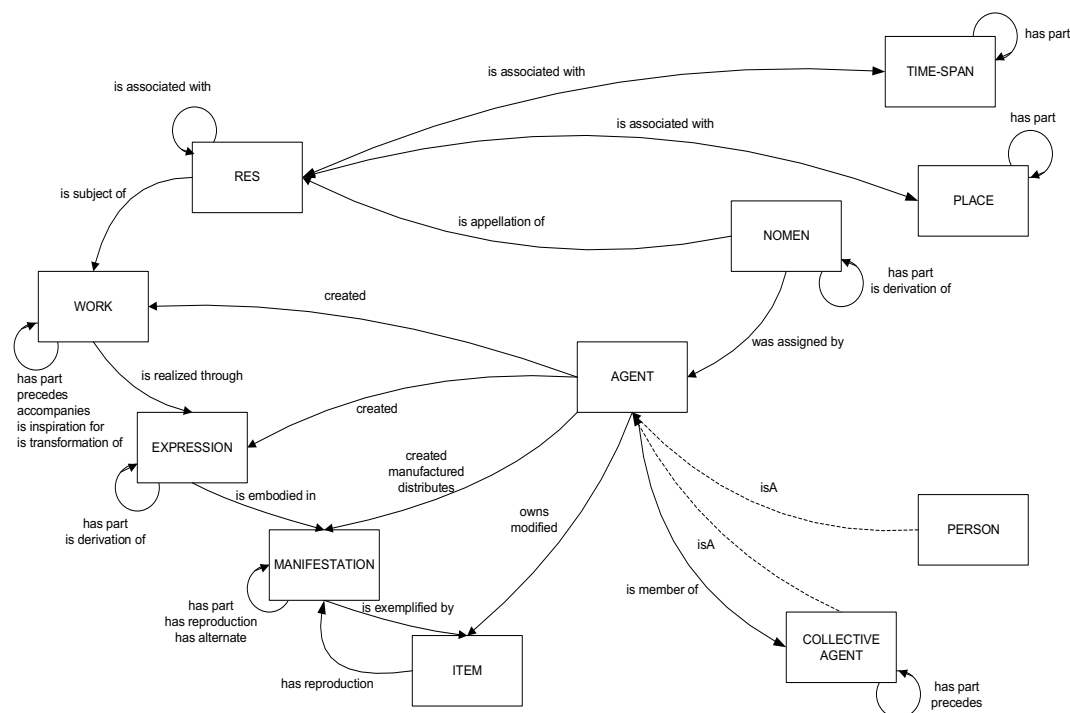 has part
TIME-SPAN
is associated with
is associated with
has part
is associated with
RES
PLACE
is subject of
is appellation of
NOMEN
has part
is derivation of
WORK
created
was assigned by
has part
precedes
accompanies
is inspiration for
is transformation of
is realized through
AGENT
created
EXPRESSION
created
manufactured
distributes
is embodied in
isA
has part
is derivation of
owns
modified
PERSON
isA
MANIFESTATION
is member of
has part
has reproduction
has alternate
is exemplified by
COLLECTIVE
AGENT
ITEM
has reproduction
has part
precedes